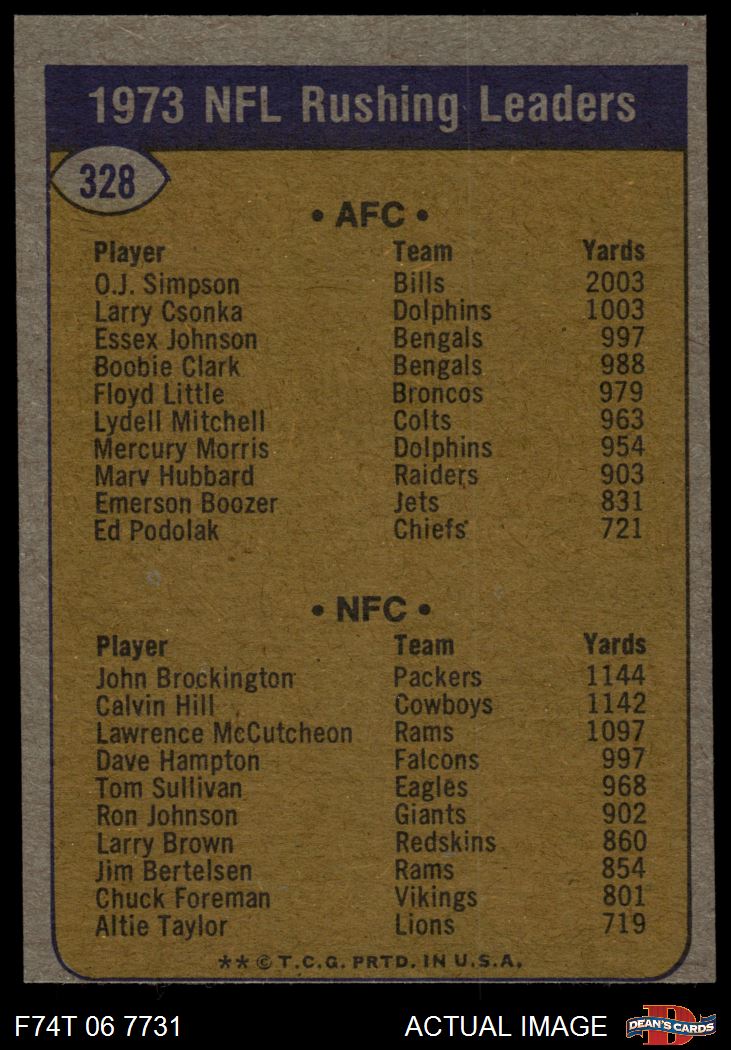 1973 NFL Rushing Leaders
328
• AFC •
Player Team Yards
O.J. Simpson Bills 2003
Larry Csonka Dolphins 1003
Essex Johnson Bengals 997
Boobie Clark Bengals 988
Floyd Little Broncos 979
Lydell Mitchell Colts 963
Mercury Morris Dolphins 954
Marv Hubbard Raiders 903
Emerson Boozer Jets 831
Ed Podolak Chiefs 721
• NFC •
Player Team Yards
John Brockington Packers 1144
Calvin Hill Cowboys 1142
Lawrence McCutcheon Rams 1097
Dave Hampton Falcons 997
Tom Sullivan Eagles 968
Ron Johnson Giants 902
Larry Brown Redskins 860
Jim Bertelsen Rams 854
Chuck Foreman Vikings 801
Altie Taylor Lions 719
** © T.C.G. PRTD. IN U.S.A.
F74T 06 7731 ACTUAL IMAGE D DEAN'S CARDS